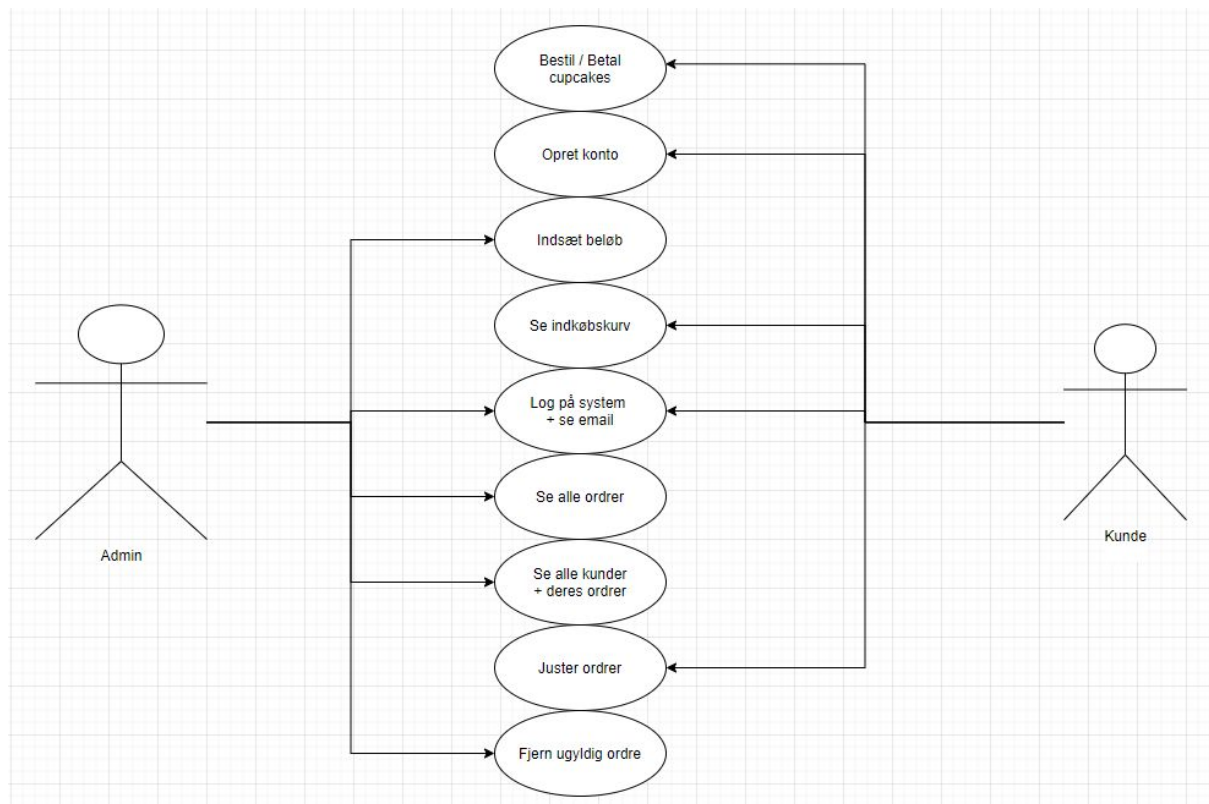 Bestil / Betal
cupcakes
Opret konto
Indsæt beløb
Se indkøbskurv
Log på system
+ se email
Se alle ordrer
Se alle kunder
+ deres ordrer
Juster ordrer
Fjern ugyldig ordre
Admin
Kunde